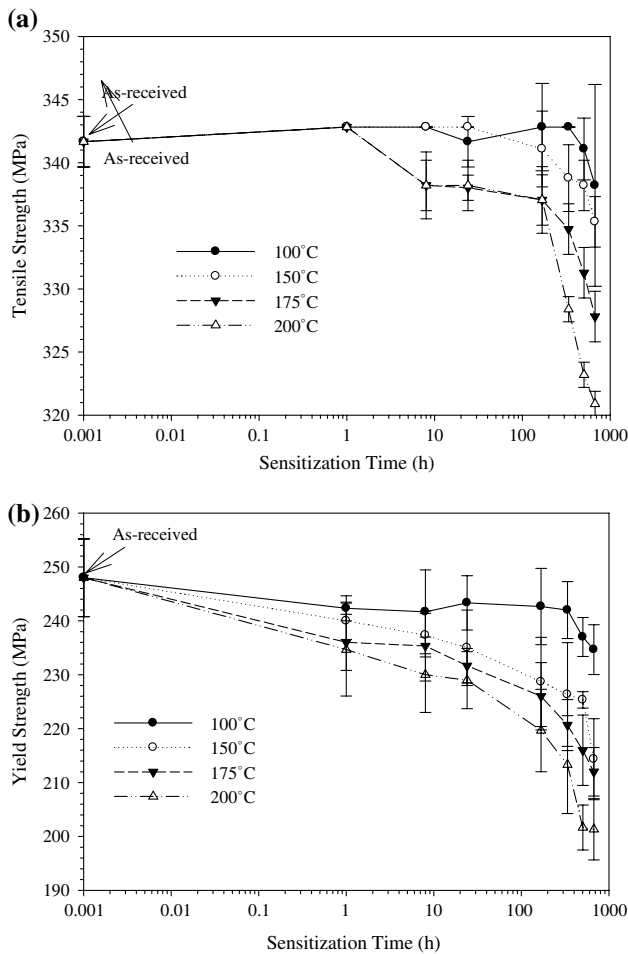 (a)
350
345
340
335
330
325
320
Tensile Strength (MPa)
As-received
As-received
100°C
150°C
175°C
200°C
0.001
0.01
0.1
1
10
100
1000
Sensitization Time (h)
(b)
260
250
240
230
220
210
200
190
Yield Strength (MPa)
As-received
100°C
150°C
175°C
200°C
0.001
0.01
0.1
1
10
100
1000
Sensitization Time (h)